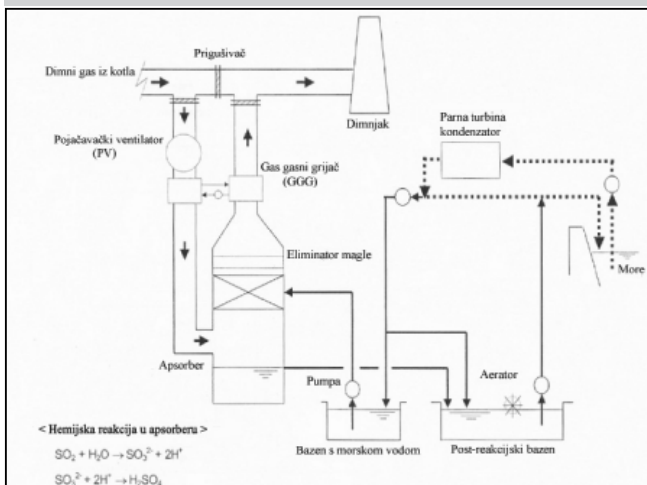 Prigušivač
Dimni gas iz kotla
Dimnjak
Parna turbina
kondenzator
Pojačavački ventilator
(PV)
Gas gasni grijač
(GGG)
Eliminator magle
More
Apsorber
Pumpa
Aerator
Bazen s morskom vodom
Post-reakcijski bazen
< Hemijska reakcija u apsorberu >
SO₂ + H₂O → SO₃²⁻ + 2H⁺
SO₃²⁻ + 2H⁺ → H₂SO₄